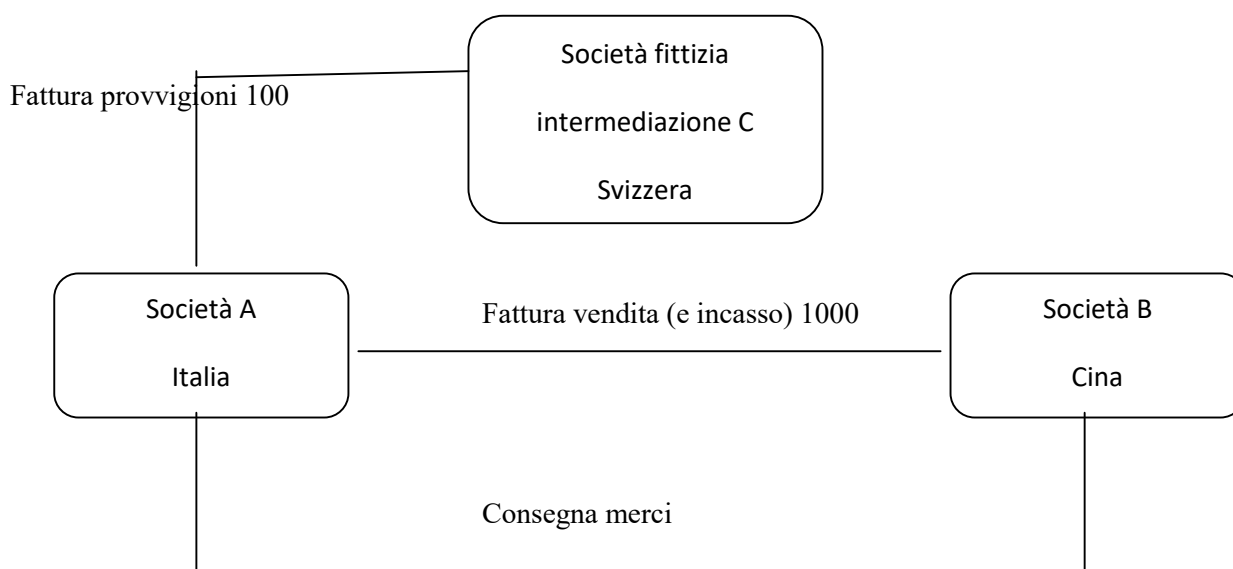 Società fittizia
intermediazione C
Svizzera
Fattura provvigioni 100
Società A
Italia
Fattura vendita (e incasso) 1000
Società B
Cina
Consegna merci